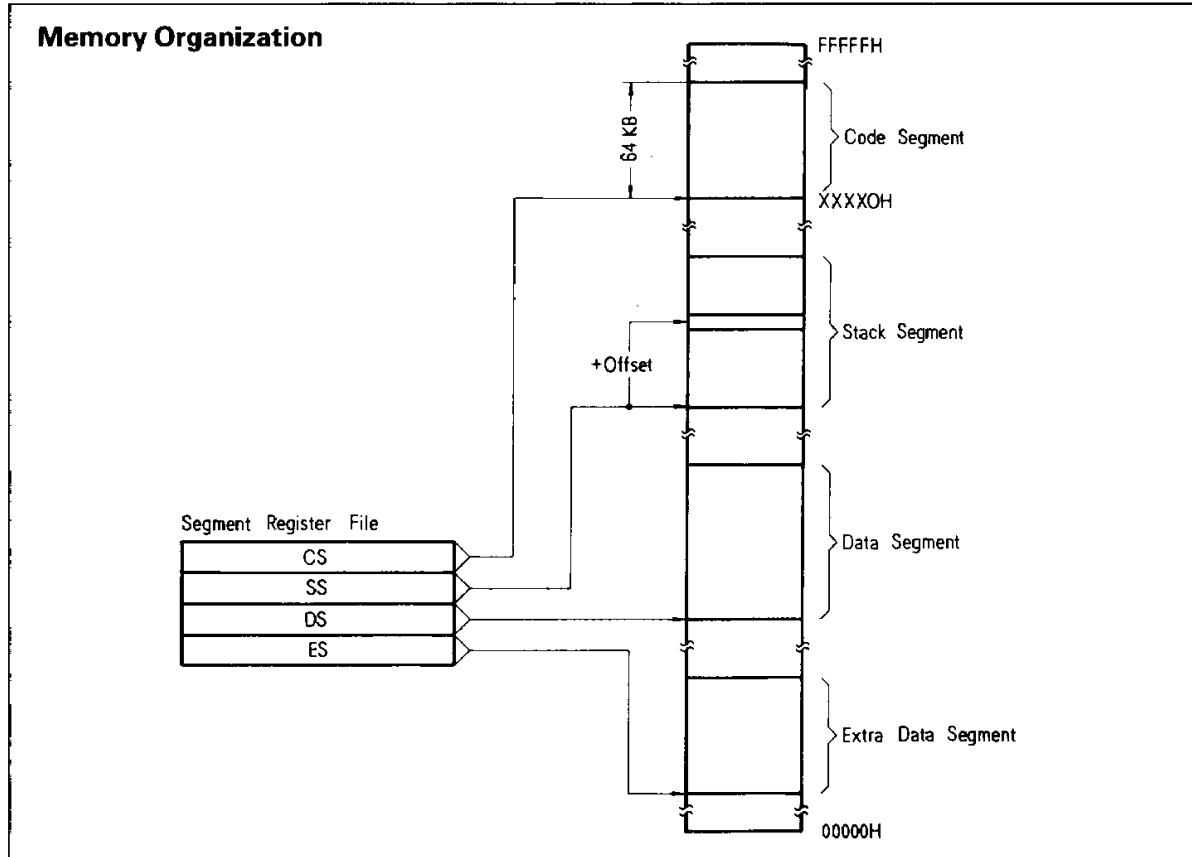 Memory Organization
FFFFFH
64 KB
Code Segment
XXXXOH
Stack Segment
+Offset
Data Segment
Segment Register File
CS
SS
DS
ES
Extra Data Segment
00000H